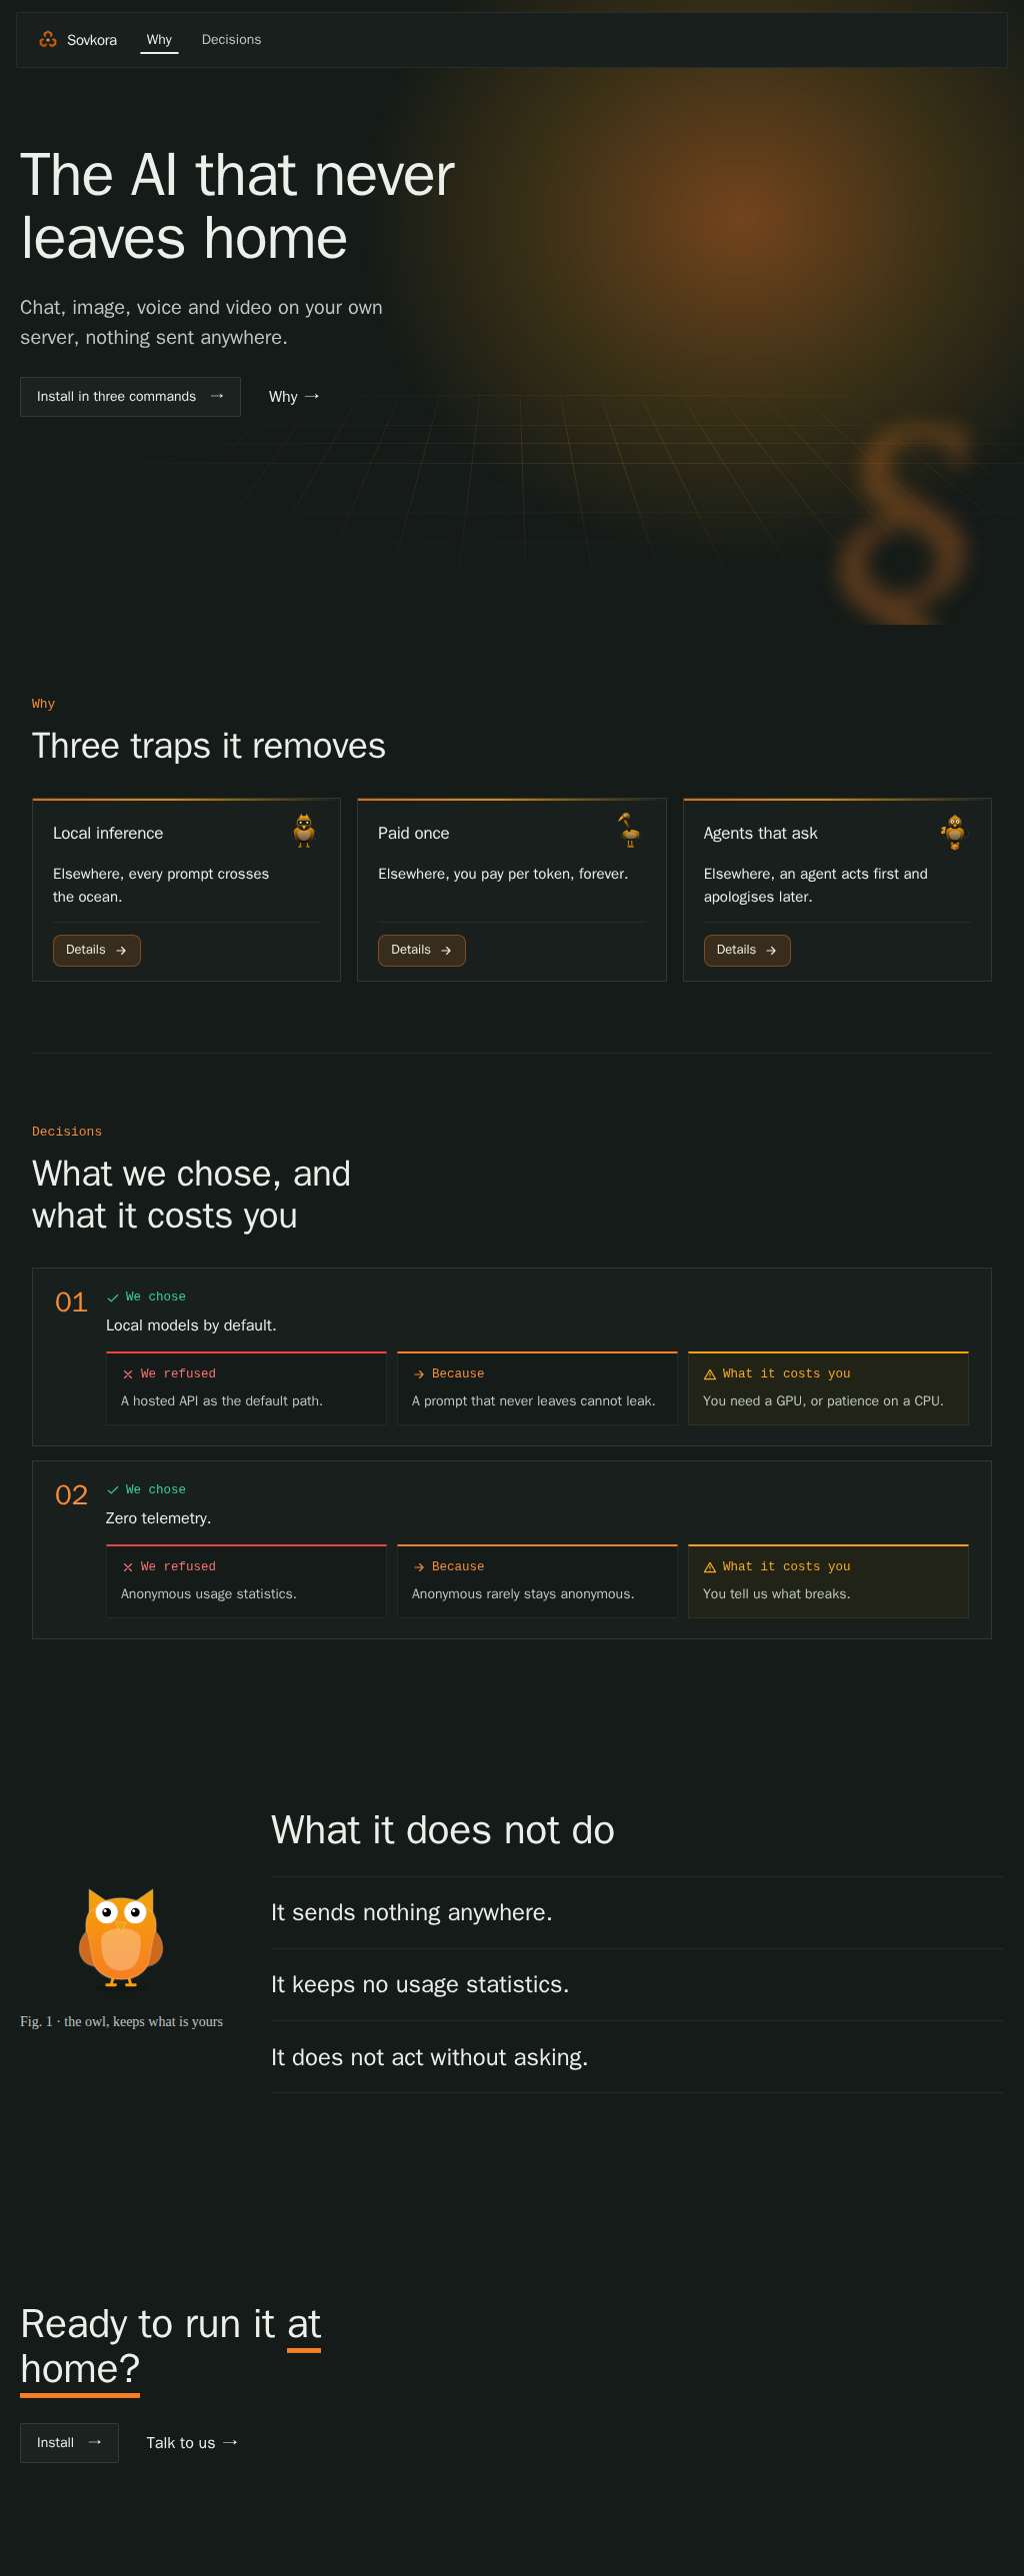 Sovkora Why Decisions
The AI that never
leaves home
Chat, image, voice and video on your own
server, nothing sent anywhere.
Install in three commands →
Why →
δ
Why
Three traps it removes
Local inference
Elsewhere, every prompt crosses
the ocean.
Details →
Paid once
Elsewhere, you pay per token, forever.
Details →
Agents that ask
Elsewhere, an agent acts first and
apologises later.
Details →
Decisions
What we chose, and
what it costs you
01
We chose
Local models by default.
We refused
A hosted API as the default path.
→ Because
A prompt that never leaves cannot leak.
What it costs you
You need a GPU, or patience on a CPU.
02
We chose
Zero telemetry.
We refused
Anonymous usage statistics.
→ Because
Anonymous rarely stays anonymous.
What it costs you
You tell us what breaks.
What it does not do
It sends nothing anywhere.
It keeps no usage statistics.
It does not act without asking.
Fig. 1 · the owl, keeps what is yours
Ready to run it at
home?
Install →
Talk to us →